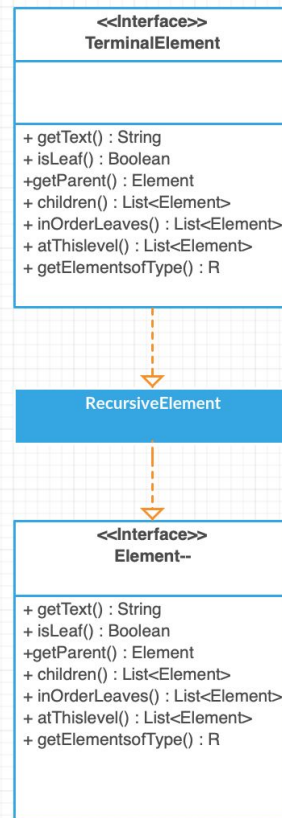 <<Interface>>
TerminalElement
+ getText() : String
+ isLeaf() : Boolean
+getParent() : Element
+ children() : List<Element>
+ inOrderLeaves() : List<Element>
+ atThislevel() : List<Element>
+ getElementsofType() : R
RecursiveElement
<<Interface>>
Element--
+ getText() : String
+ isLeaf() : Boolean
+getParent() : Element
+ children() : List<Element>
+ inOrderLeaves() : List<Element>
+ atThislevel() : List<Element>
+ getElementsofType() : R